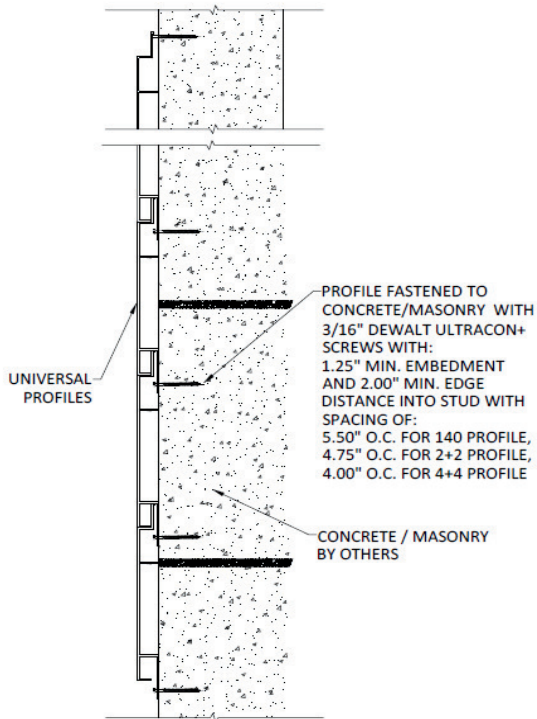 PROFILE FASTENED TO
CONCRETE/MASONRY WITH
3/16" DEWALT ULTRACON+
SCREWS WITH:
1.25" MIN. EMBEDMENT
AND 2.00" MIN. EDGE
DISTANCE INTO STUD WITH
SPACING OF:
5.50" O.C. FOR 140 PROFILE,
4.75" O.C. FOR 2+2 PROFILE,
4.00" O.C. FOR 4+4 PROFILE
UNIVERSAL
PROFILES
CONCRETE / MASONRY
BY OTHERS